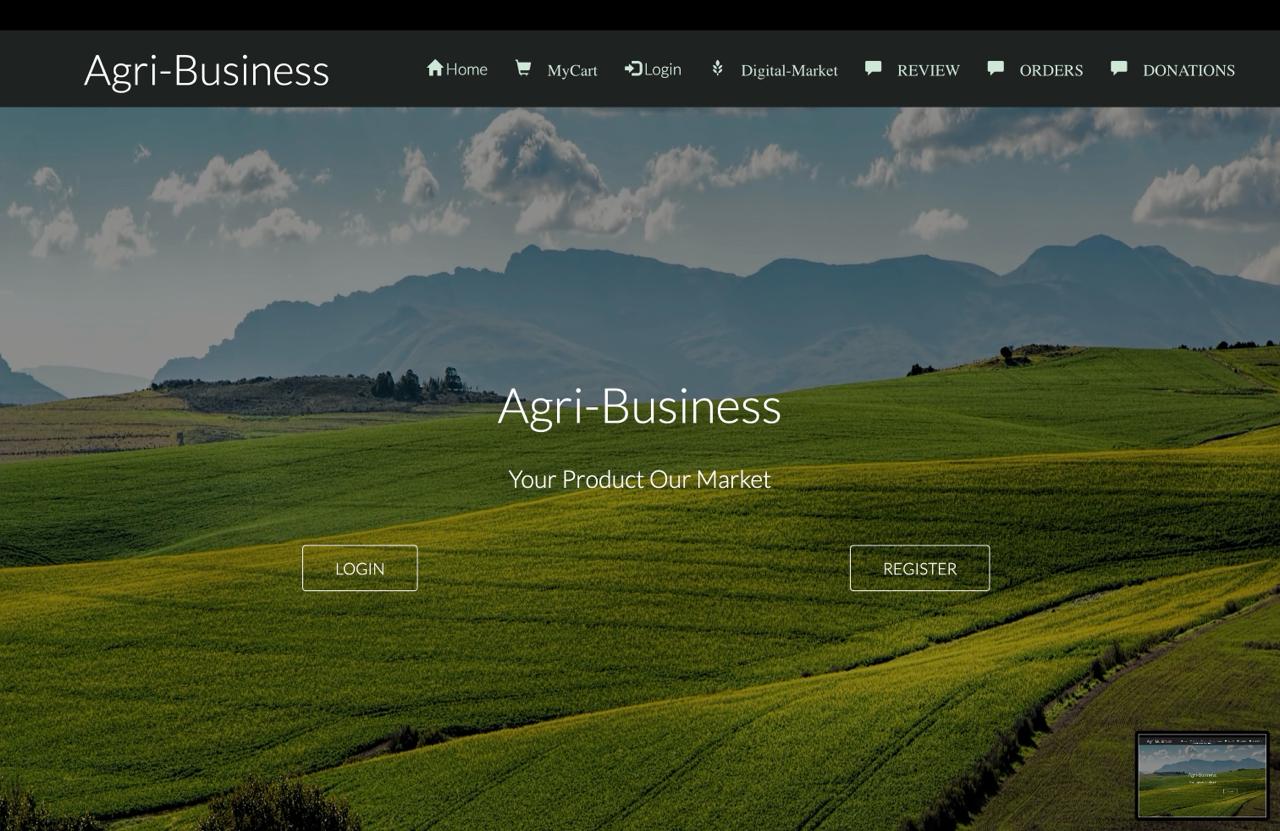 Agri-Business Home MyCart Login Digital-Market REVIEW ORDERS DONATIONS
Agri-Business
Your Product Our Market
LOGIN REGISTER